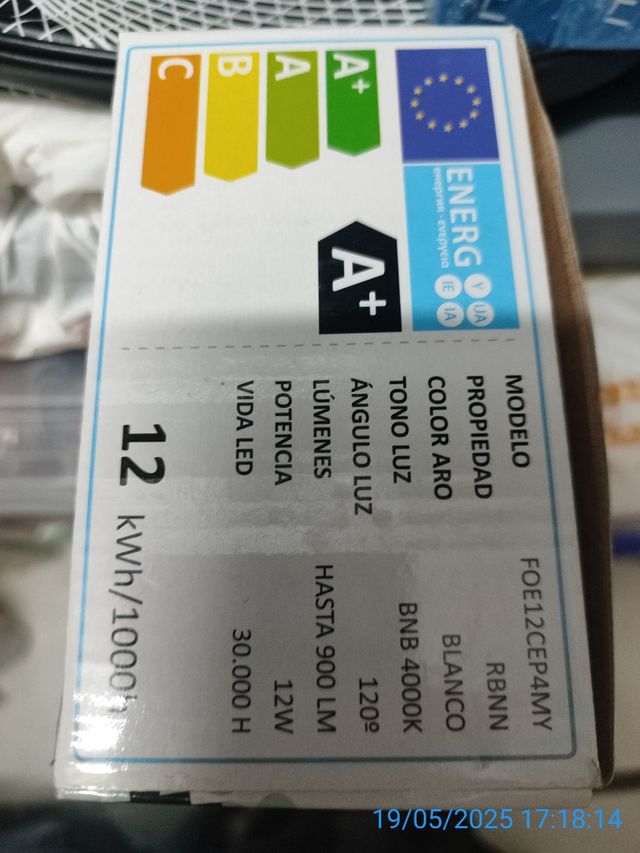 ENERG
енергия · ενεργεια
Y UA
IE IA
A+
A
B
C
A+
MODELO FOE12CEP4MY
PROPIEDAD RBNN
COLOR ARO BLANCO
TONO LUZ BNB 4000K
ÁNGULO LUZ 120º
LÚMENES HASTA 900 LM
POTENCIA 12W
VIDA LED 30.000 H
12 kWh/1000h
19/05/2025 17:18:14